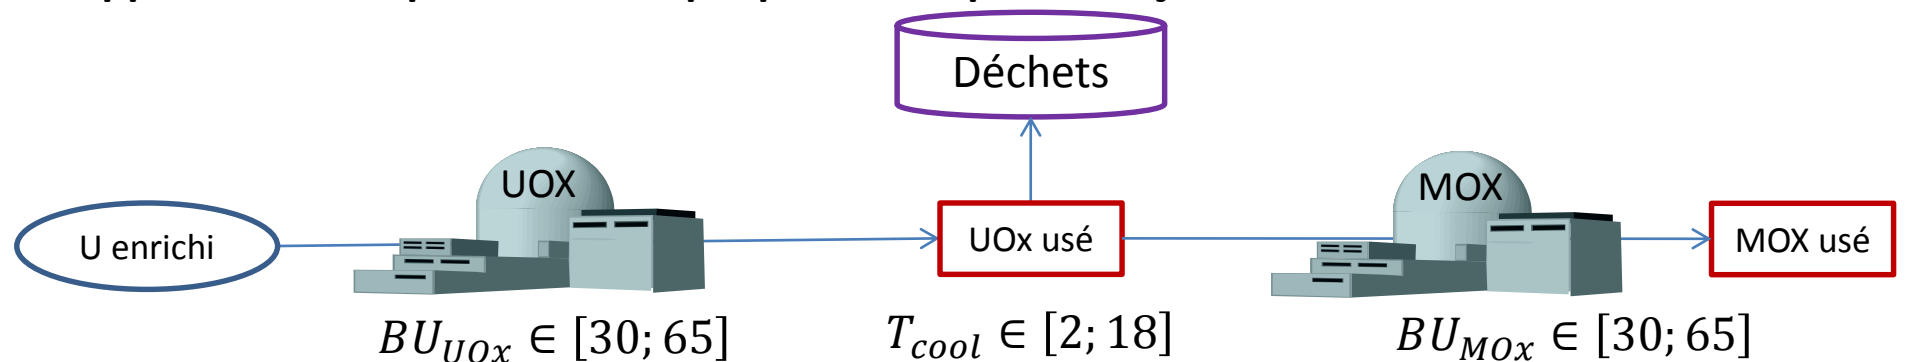 Déchets
UOX
MOX
U enrichi
UOx usé
MOX usé
BU_{UOx} ∈ [30; 65]
T_{cool} ∈ [2; 18]
BU_{MOx} ∈ [30; 65]